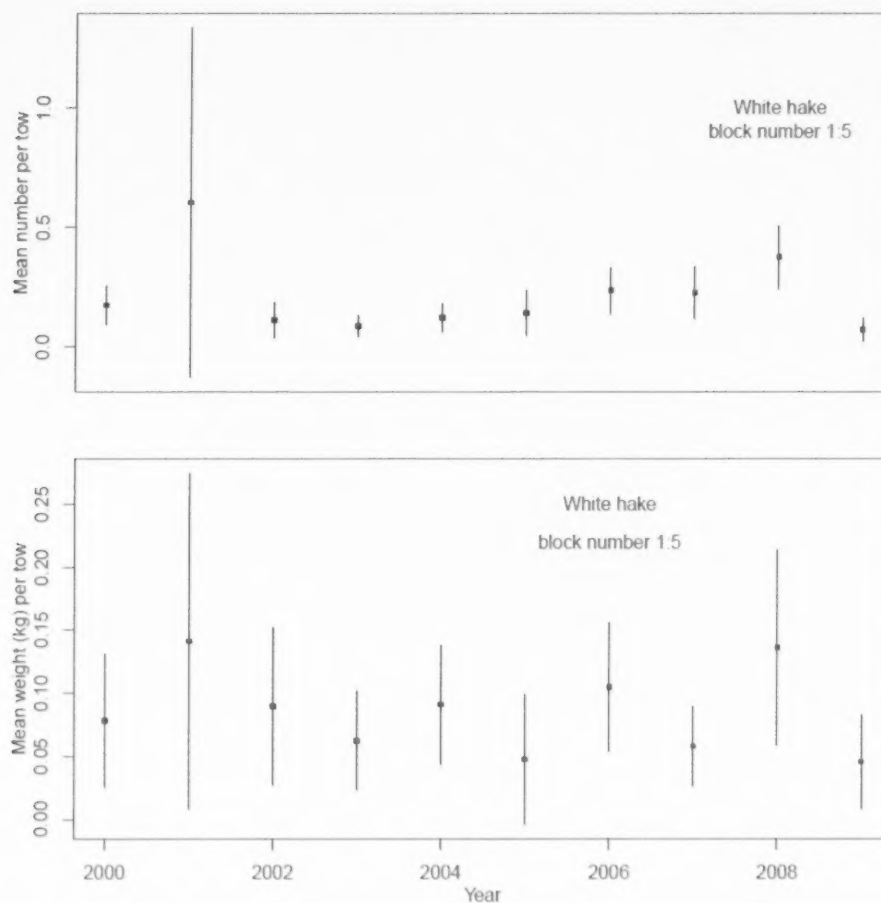 Mean number per tow
1.0
0.5
0.0
White hake
block number 1:5
Mean weight (kg) per tow
0.25
0.20
0.15
0.10
0.05
0.00
White hake
block number 1:5
2000 2002 2004 2006 2008
Year